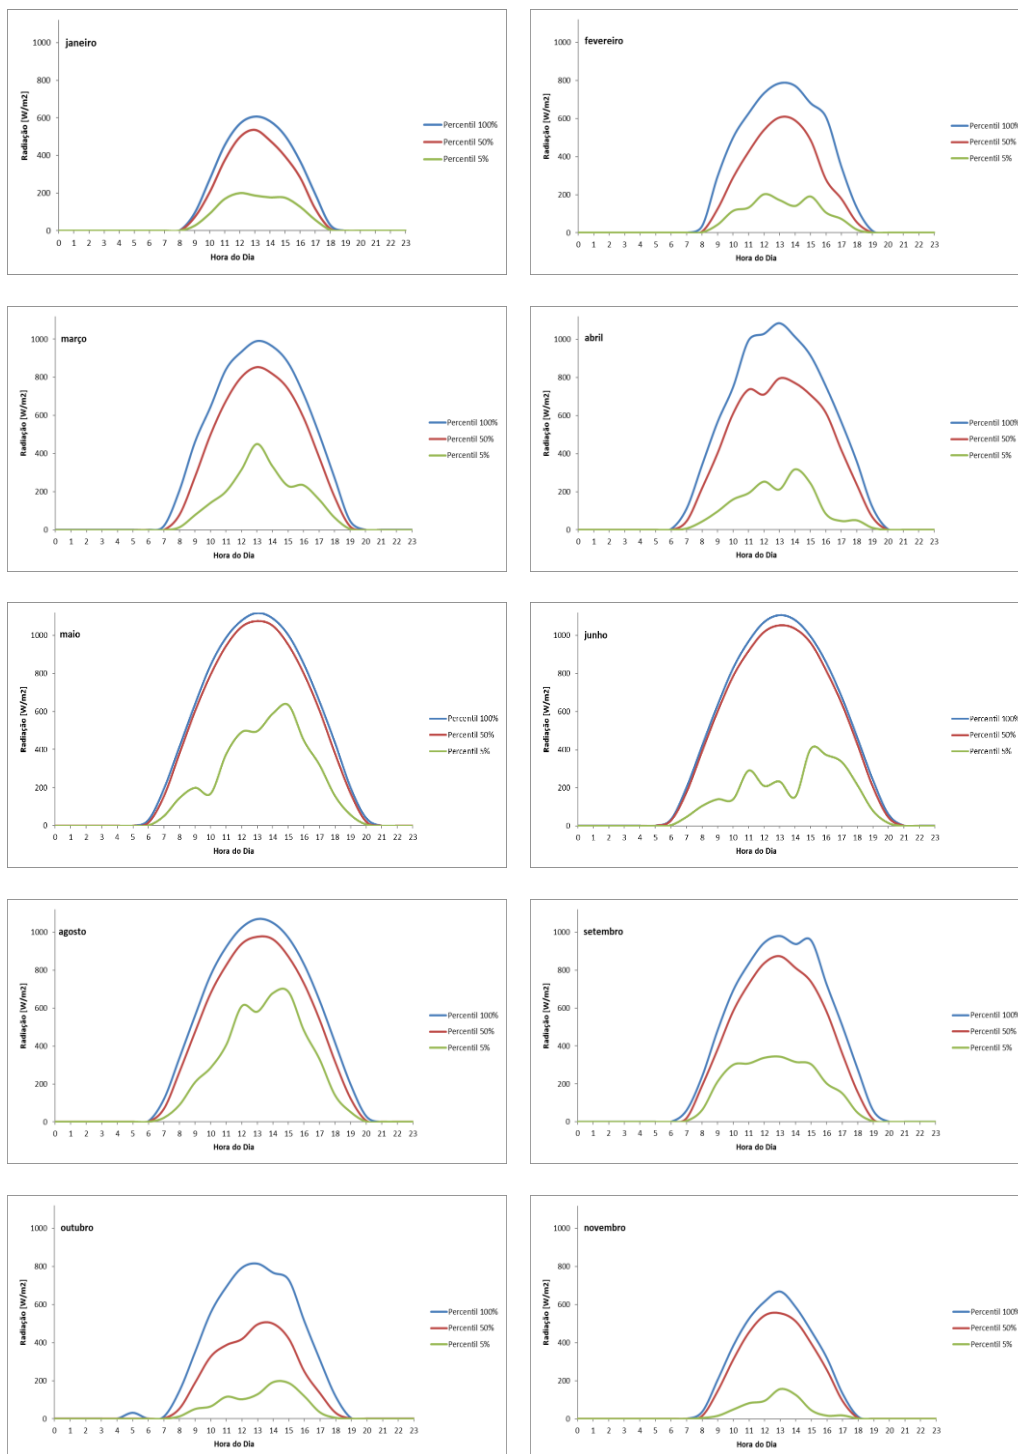 janeiro
Radiação [W/m2]
1000
800
600
400
200
0
0 1 2 3 4 5 6 7 8 9 10 11 12 13 14 15 16 17 18 19 20 21 22 23
Hora do Dia
Percentil 100%
Percentil 50%
Percentil 5%
fevereiro
Radiação [W/m2]
1000
800
600
400
200
0
0 1 2 3 4 5 6 7 8 9 10 11 12 13 14 15 16 17 18 19 20 21 22 23
Hora do Dia
Percentil 100%
Percentil 50%
Percentil 5%
março
Radiação [W/m2]
1000
800
600
400
200
0
0 1 2 3 4 5 6 7 8 9 10 11 12 13 14 15 16 17 18 19 20 21 22 23
Hora do Dia
Percentil 100%
Percentil 50%
Percentil 5%
abril
Radiação [W/m2]
1000
800
600
400
200
0
0 1 2 3 4 5 6 7 8 9 10 11 12 13 14 15 16 17 18 19 20 21 22 23
Hora do Dia
Percentil 100%
Percentil 50%
Percentil 5%
maio
Radiação [W/m2]
1000
800
600
400
200
0
0 1 2 3 4 5 6 7 8 9 10 11 12 13 14 15 16 17 18 19 20 21 22 23
Hora do Dia
Percentil 100%
Percentil 50%
Percentil 5%
junho
Radiação [W/m2]
1000
800
600
400
200
0
0 1 2 3 4 5 6 7 8 9 10 11 12 13 14 15 16 17 18 19 20 21 22 23
Hora do Dia
Percentil 100%
Percentil 50%
Percentil 5%
agosto
Radiação [W/m2]
1000
800
600
400
200
0
0 1 2 3 4 5 6 7 8 9 10 11 12 13 14 15 16 17 18 19 20 21 22 23
Hora do Dia
Percentil 100%
Percentil 50%
Percentil 5%
setembro
Radiação [W/m2]
1000
800
600
400
200
0
0 1 2 3 4 5 6 7 8 9 10 11 12 13 14 15 16 17 18 19 20 21 22 23
Hora do Dia
Percentil 100%
Percentil 50%
Percentil 5%
outubro
Radiação [W/m2]
1000
800
600
400
200
0
0 1 2 3 4 5 6 7 8 9 10 11 12 13 14 15 16 17 18 19 20 21 22 23
Hora do Dia
Percentil 100%
Percentil 50%
Percentil 5%
novembro
Radiação [W/m2]
1000
800
600
400
200
0
0 1 2 3 4 5 6 7 8 9 10 11 12 13 14 15 16 17 18 19 20 21 22 23
Hora do Dia
Percentil 100%
Percentil 50%
Percentil 5%